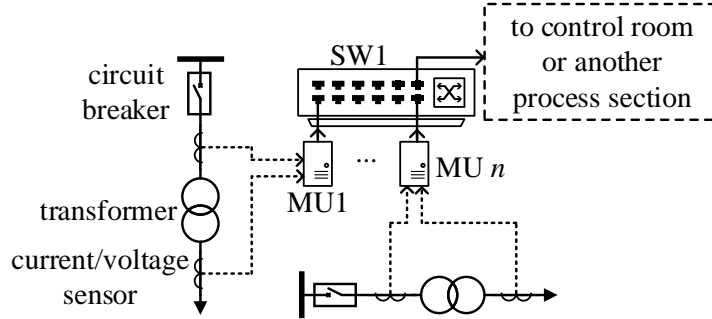 to control room
or another
process section
SW1
circuit
breaker
MU1
...
MU n
transformer
current/voltage
sensor